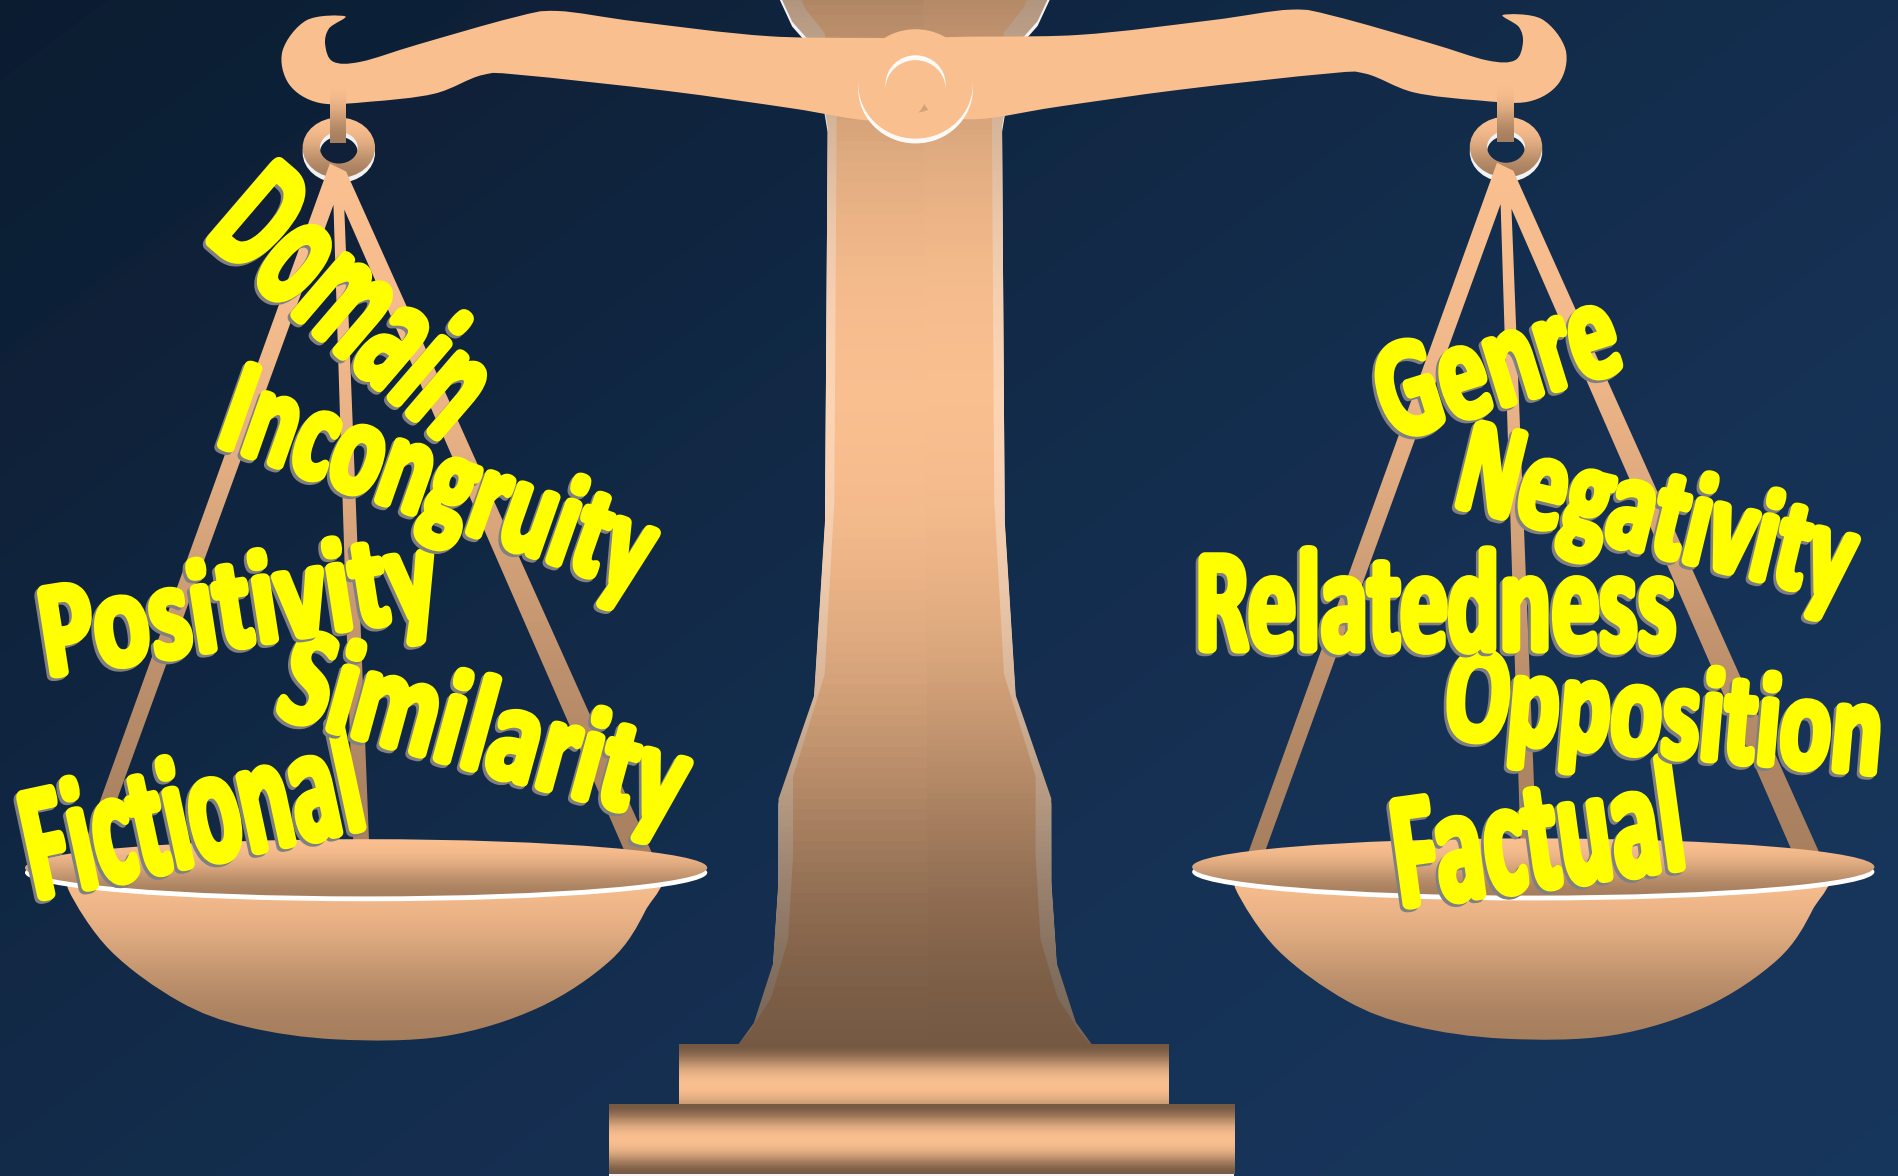 Domain
Incongruity
Positivity
Similarity
Fictional
Genre
Negativity
Relatedness
Opposition
Factual